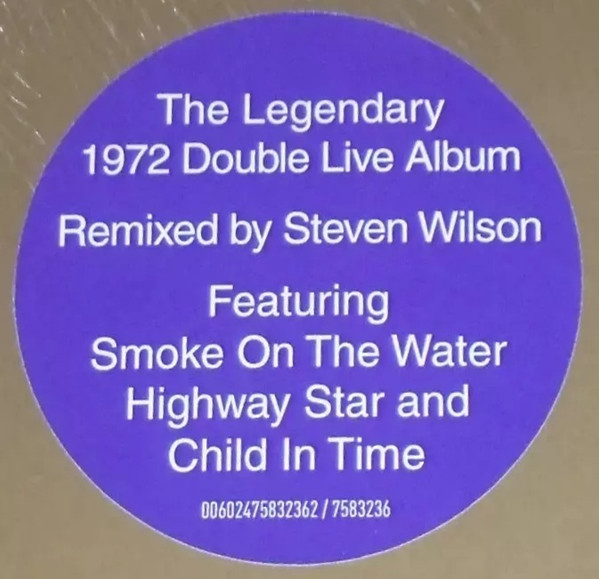 The Legendary
1972 Double Live Album
Remixed by Steven Wilson
Featuring
Smoke On The Water
Highway Star and
Child In Time
00602475832362 / 7583236